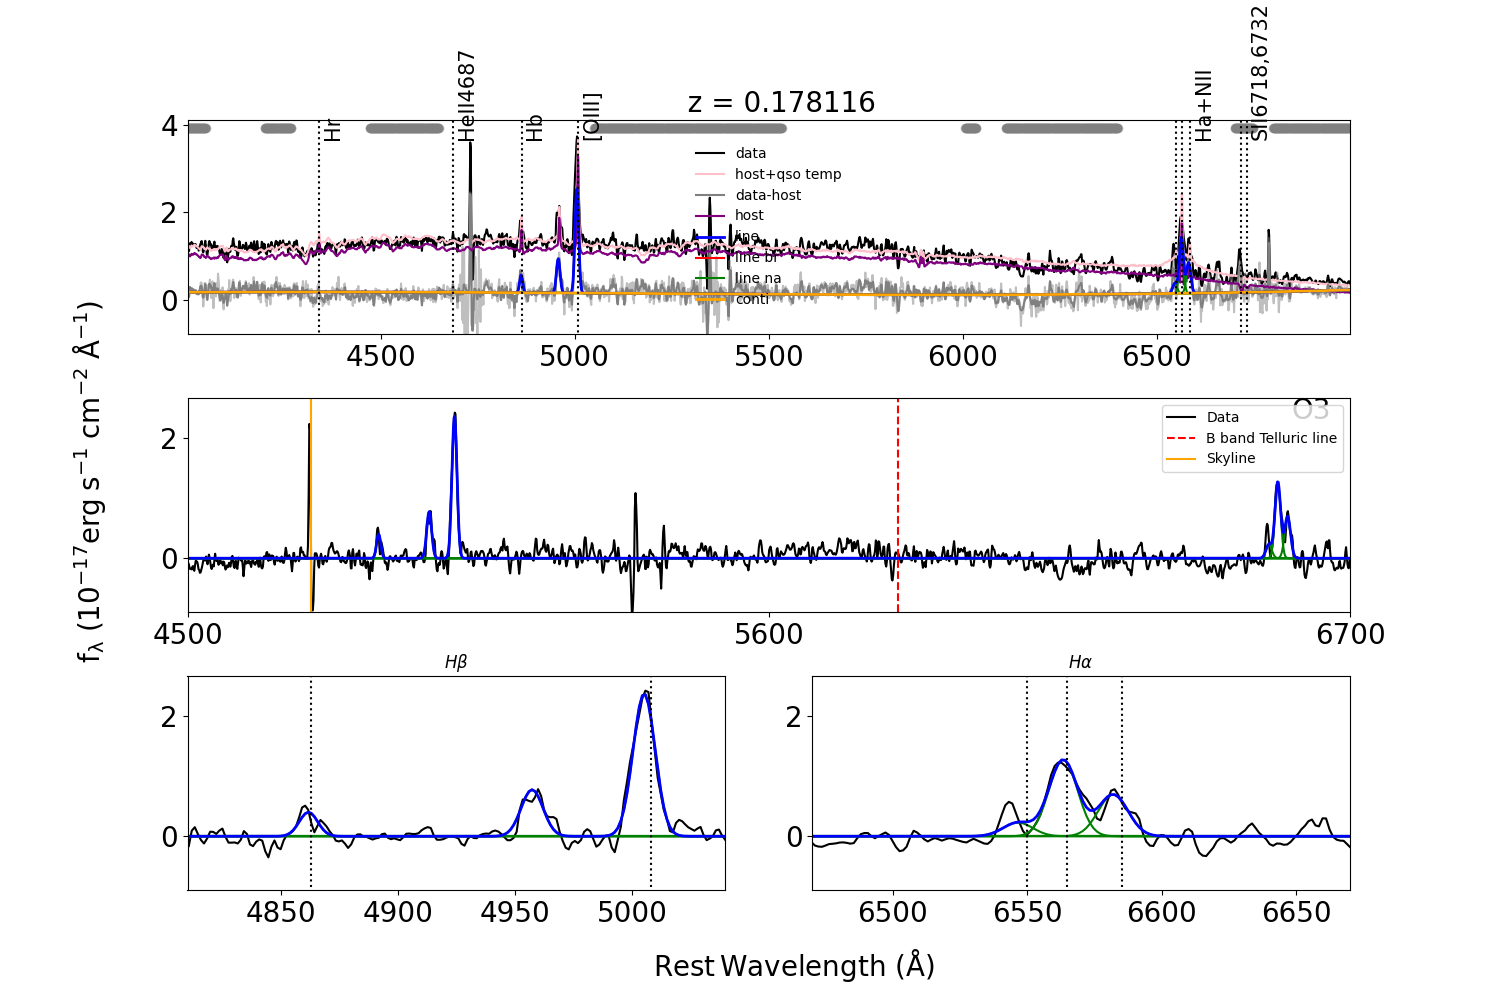 z = 0.178116
Hr
HeII4687
Hb
[OIII]
Ha+NII
SII6718,6732
4
2
0
data
host+qso temp
data-host
host
line
line br
line na
conti
4500
5000
5500
6000
6500
fλ (10−17erg s−1 cm−2 Å−1)
O3
Data
B band Telluric line
Skyline
2
0
4500
5600
6700
Hβ
2
0
4850
4900
4950
5000
Hα
2
0
6500
6550
6600
6650
Rest Wavelength (Å)